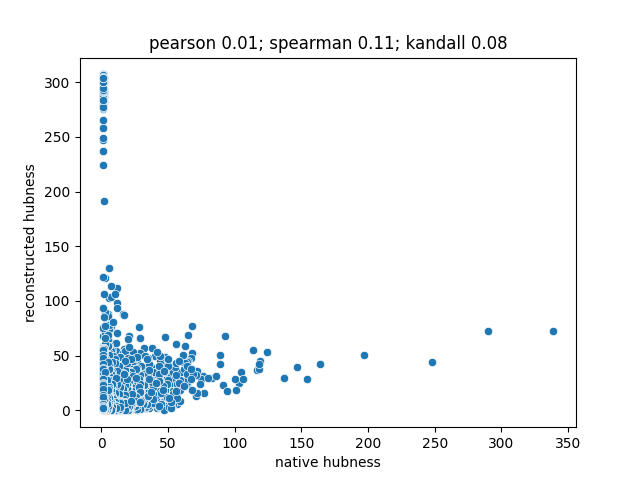 pearson 0.01; spearman 0.11; kandall 0.08
reconstructed hubness
300
250
200
150
100
50
0
0 50 100 150 200 250 300 350
native hubness